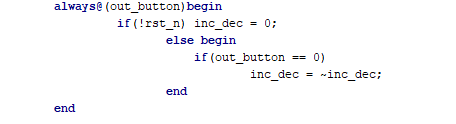 always@(out_button)begin
if(!rst_n) inc_dec = 0;
else begin
if(out_button == 0)
inc_dec = ~inc_dec;
end
end